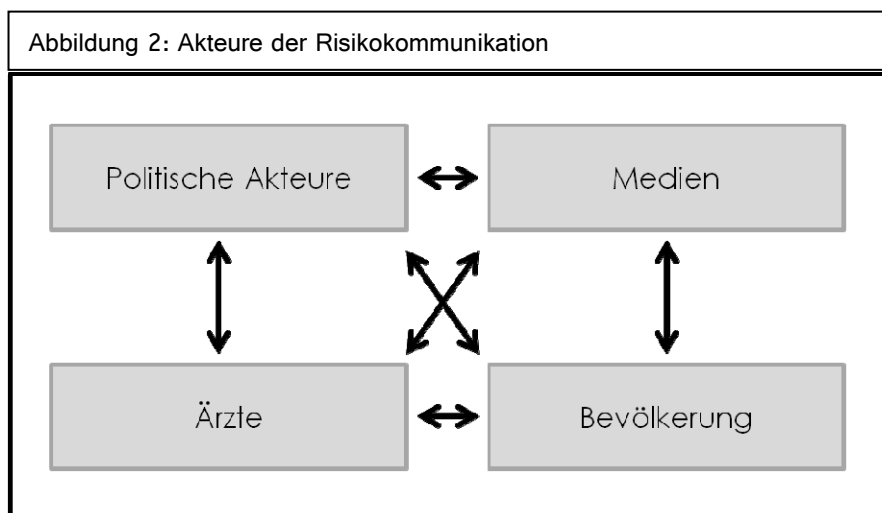 Abbildung 2: Akteure der Risikokommunikation
Politische Akteure
Medien
Ärzte
Bevölkerung